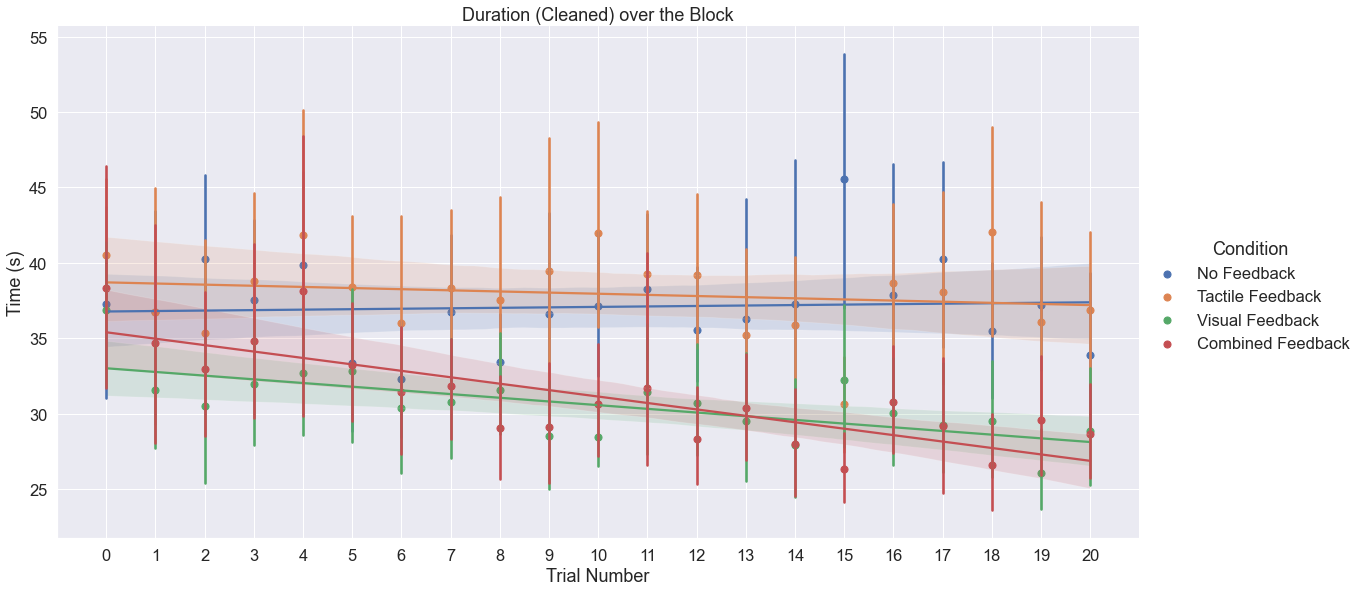 Duration (Cleaned) over the Block
Time (s)
55
50
45
40
35
30
25
0 1 2 3 4 5 6 7 8 9 10 11 12 13 14 15 16 17 18 19 20
Trial Number
Condition
No Feedback
Tactile Feedback
Visual Feedback
Combined Feedback